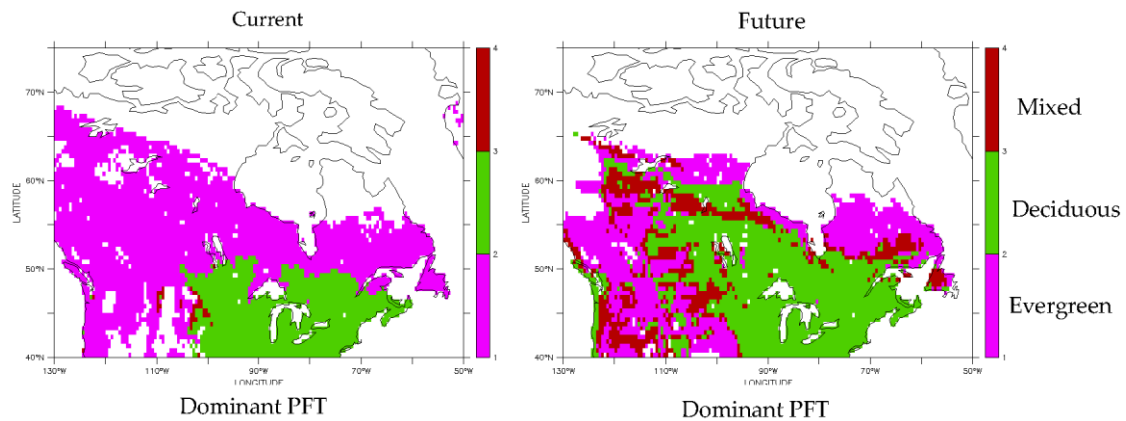 Current
Future
70°N
60°N
50°N
40°N
LATITUDE
130°W
110°W
90°W
70°W
50°W
LONGITUDE
4
3
2
1
70°N
60°N
50°N
40°N
LATITUDE
130°W
110°W
90°W
70°W
50°W
LONGITUDE
4
3
2
1
Mixed
Deciduous
Evergreen
Dominant PFT
Dominant PFT